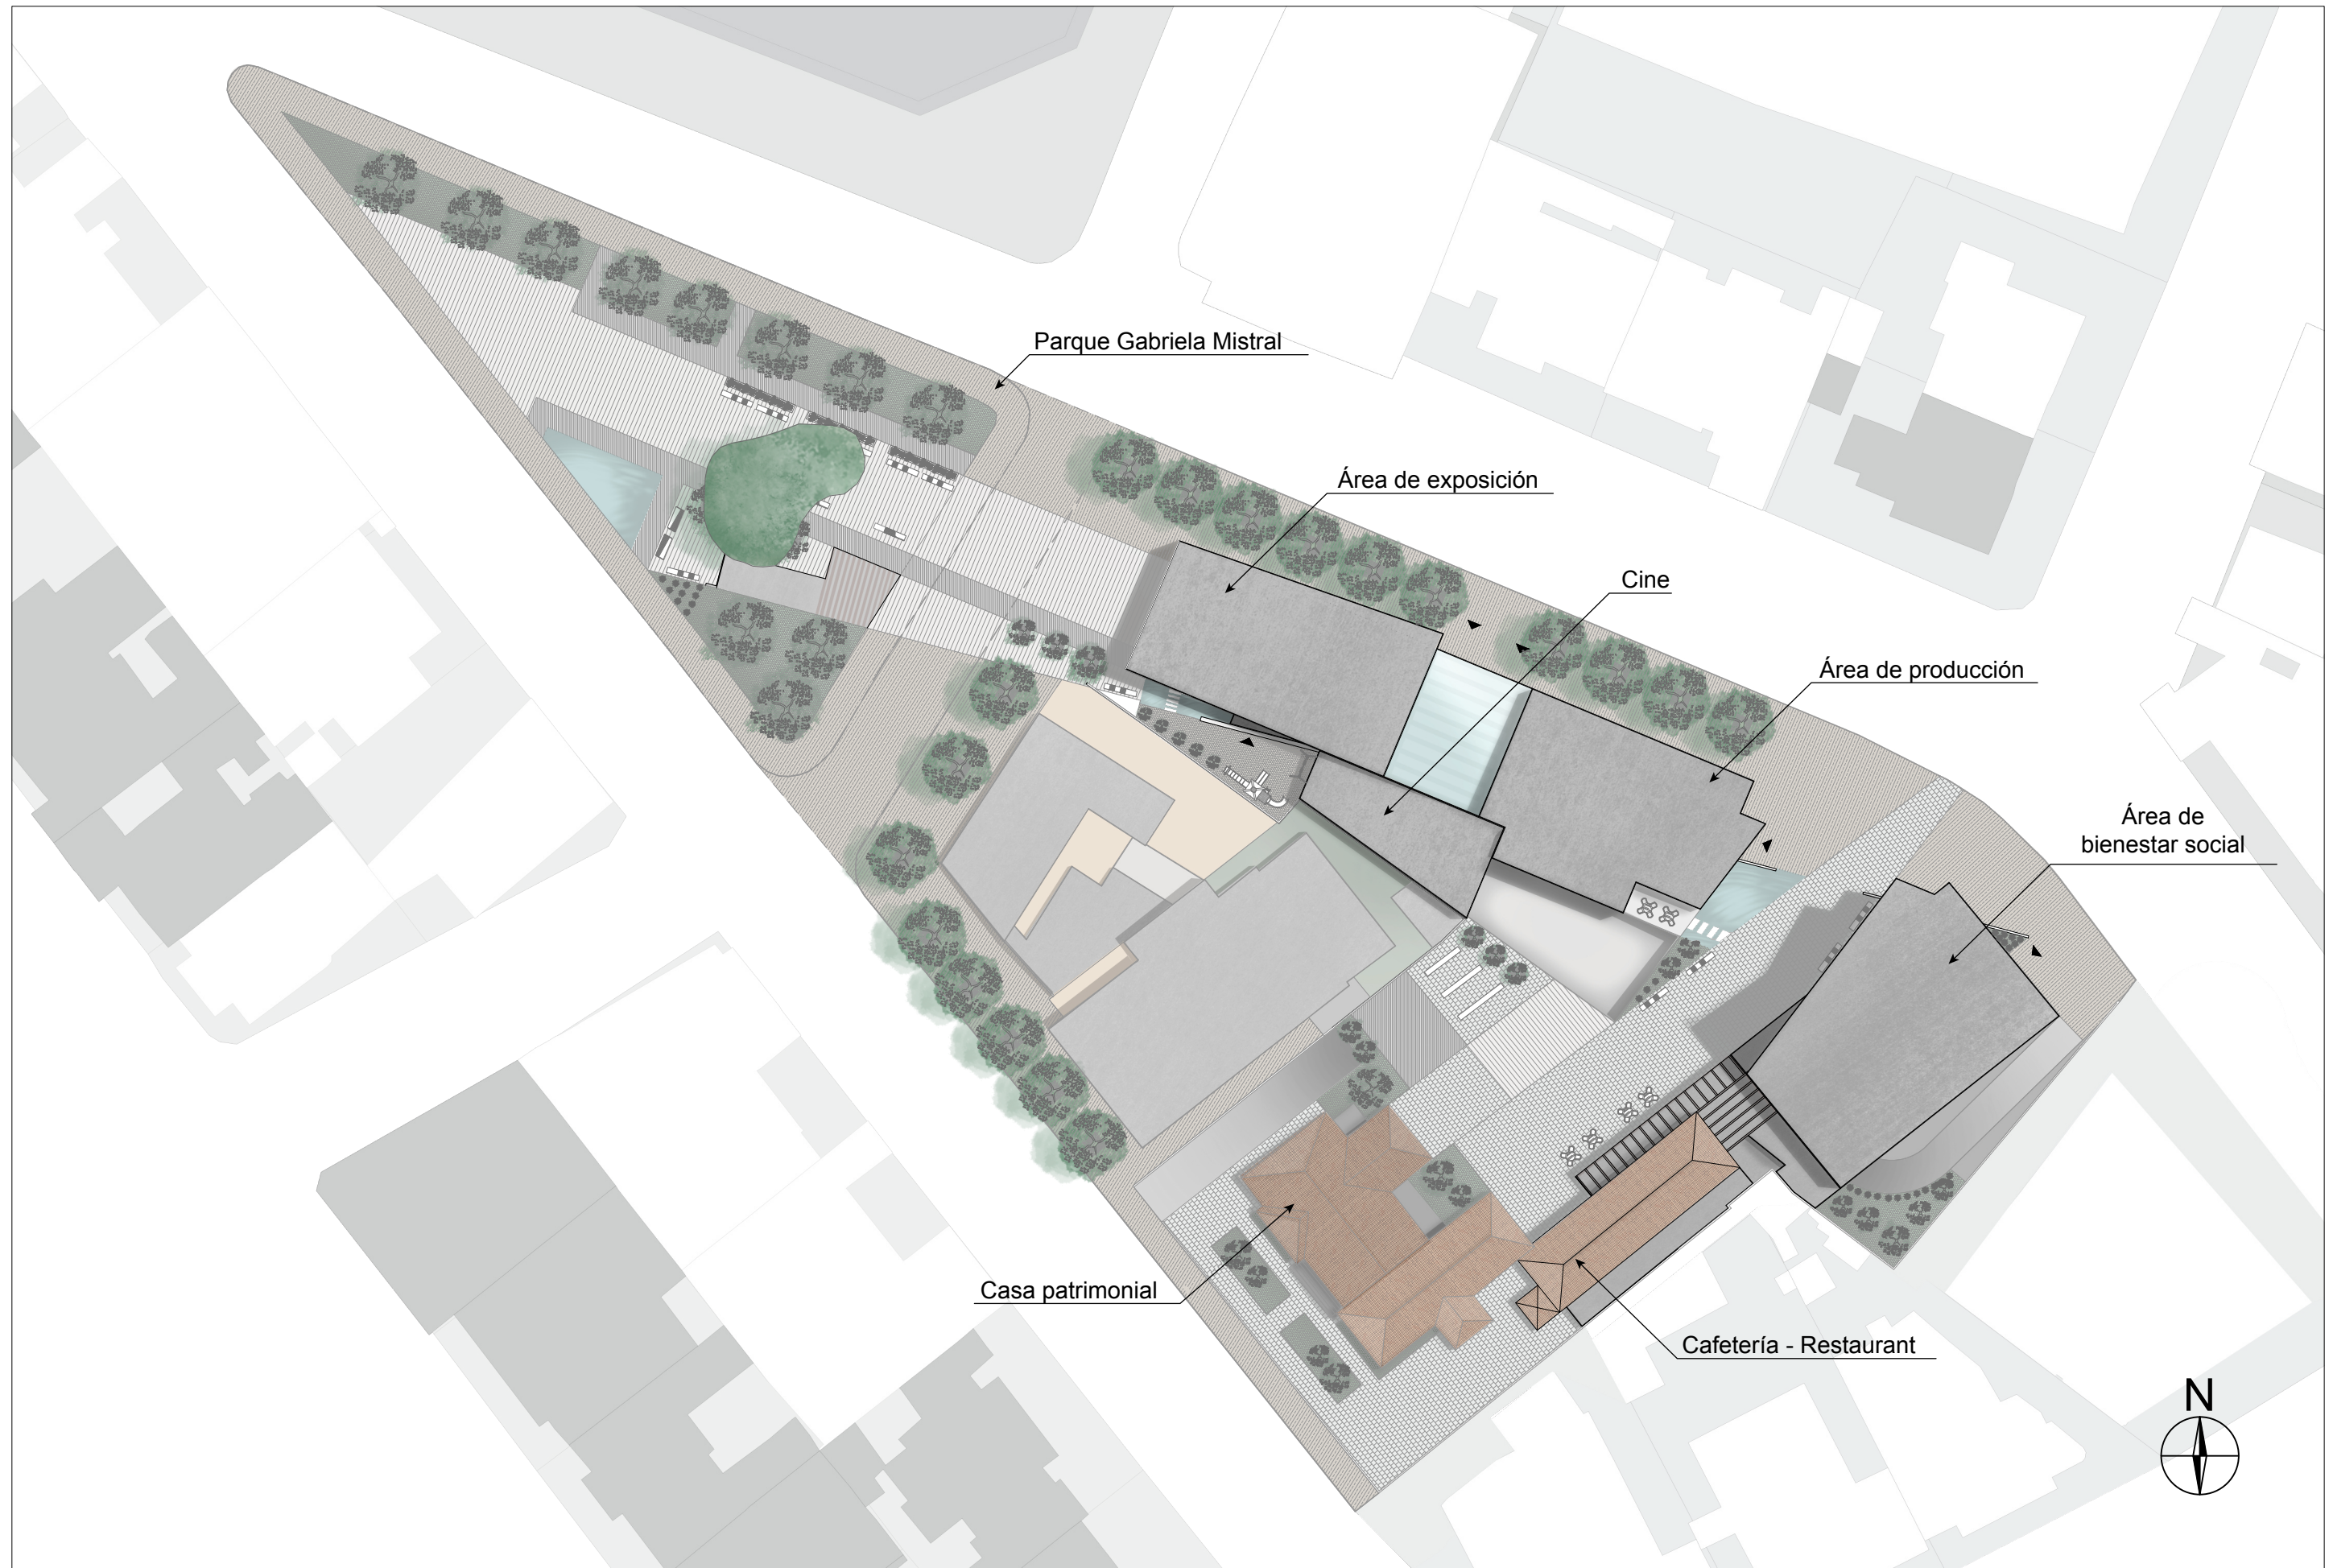 Parque Gabriela Mistral
Área de exposición
Cine
Área de producción
Área de
bienestar social
Casa patrimonial
Cafetería - Restaurant
N